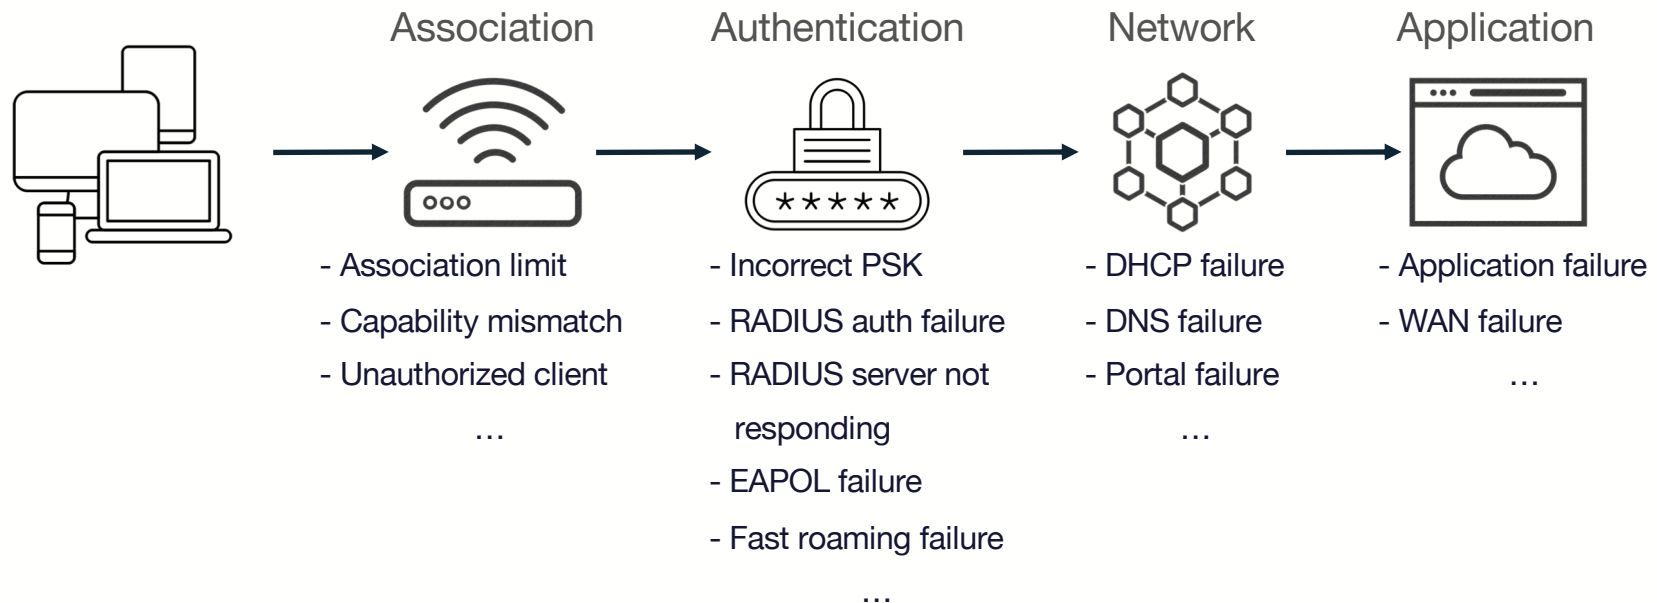 Association
* * * * *
- Association limit
- Capability mismatch
- Unauthorized client
...
Authentication
- Incorrect PSK
- RADIUS auth failure
- RADIUS server not
responding
- EAPOL failure
- Fast roaming failure
...
Network
- DHCP failure
- DNS failure
- Portal failure
...
Application
- Application failure
- WAN failure
...